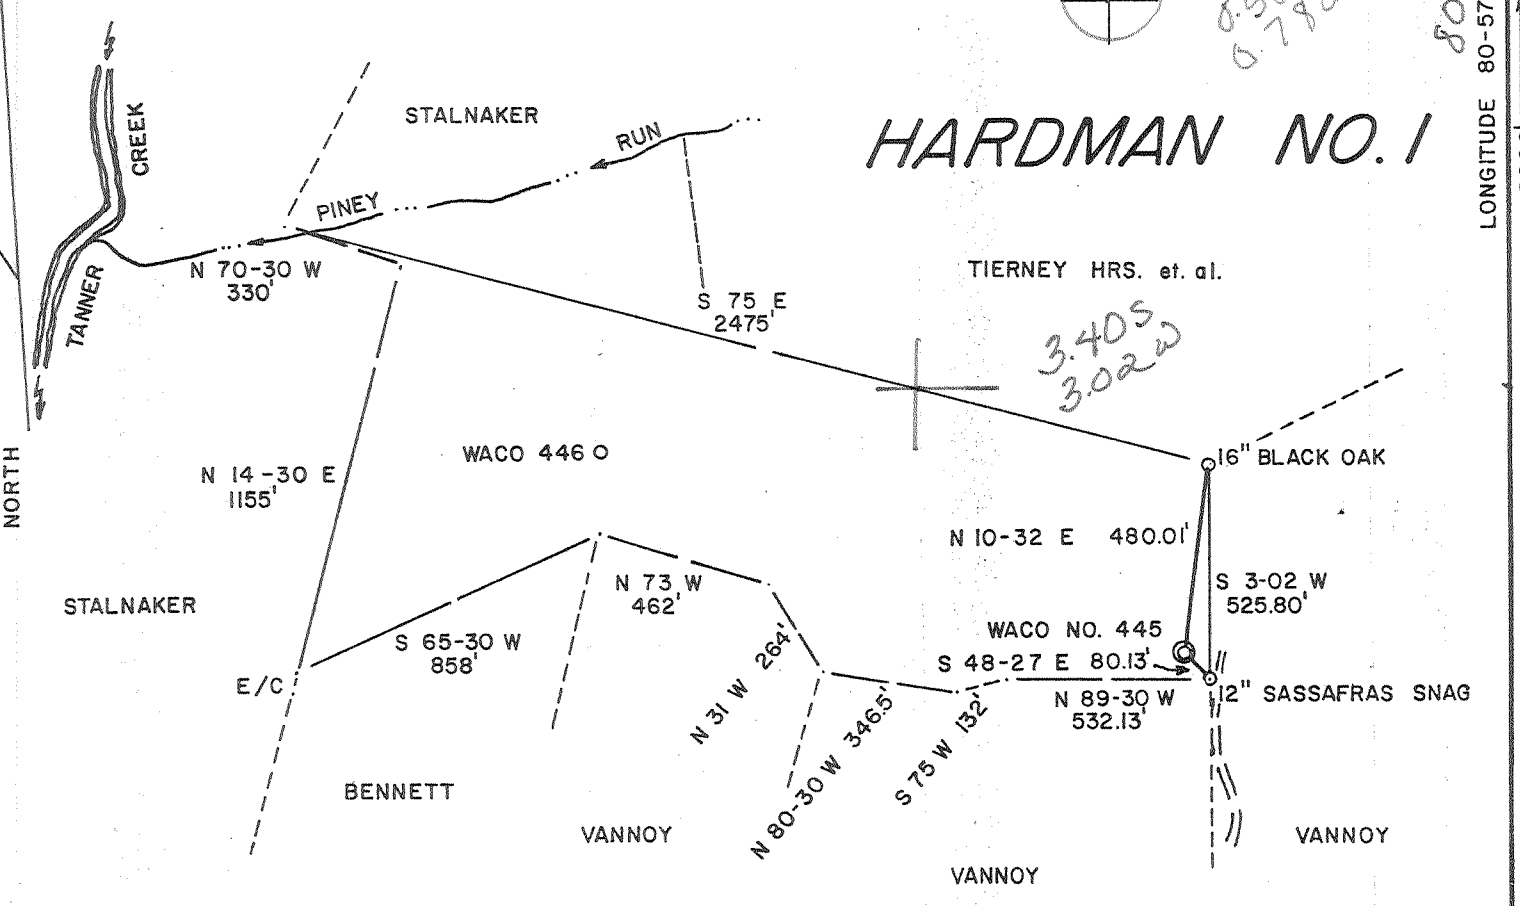 HARDMAN NO. 1
LONGITUDE 80-57
80
STALNAKER
CREEK
RUN
PINEY
TANNER
N 70-30 W
330'
S 75 E
2475'
TIERNEY HRS. et. al.
3.40 S
3.02 W
NORTH
WACO 446
16" BLACK OAK
N 14-30 E
1155'
N 10-32 E 480.01'
S 3-02 W
525.80'
STALNAKER
N 73 W
462'
S 65-30 W
858'
WACO NO. 445
S 48-27 E 80.13'
E/C
12" SASSAFRAS SNAG
N 89-30 W
532.13'
N 31 W 264'
N 80-30 W 346.5'
S 75 W 132'
BENNETT
VANNOY
VANNOY
VANNOY